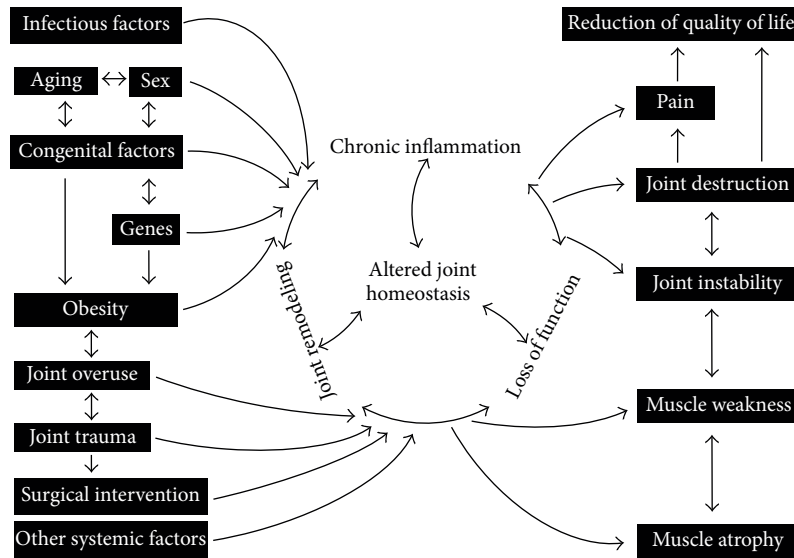 Infectious factors
Aging
Sex
Congenital factors
Genes
Obesity
Joint overuse
Joint trauma
Surgical intervention
Other systemic factors
Chronic inflammation
Altered joint
homeostasis
Joint remodeling
Loss of function
Reduction of quality of life
Pain
Joint destruction
Joint instability
Muscle weakness
Muscle atrophy